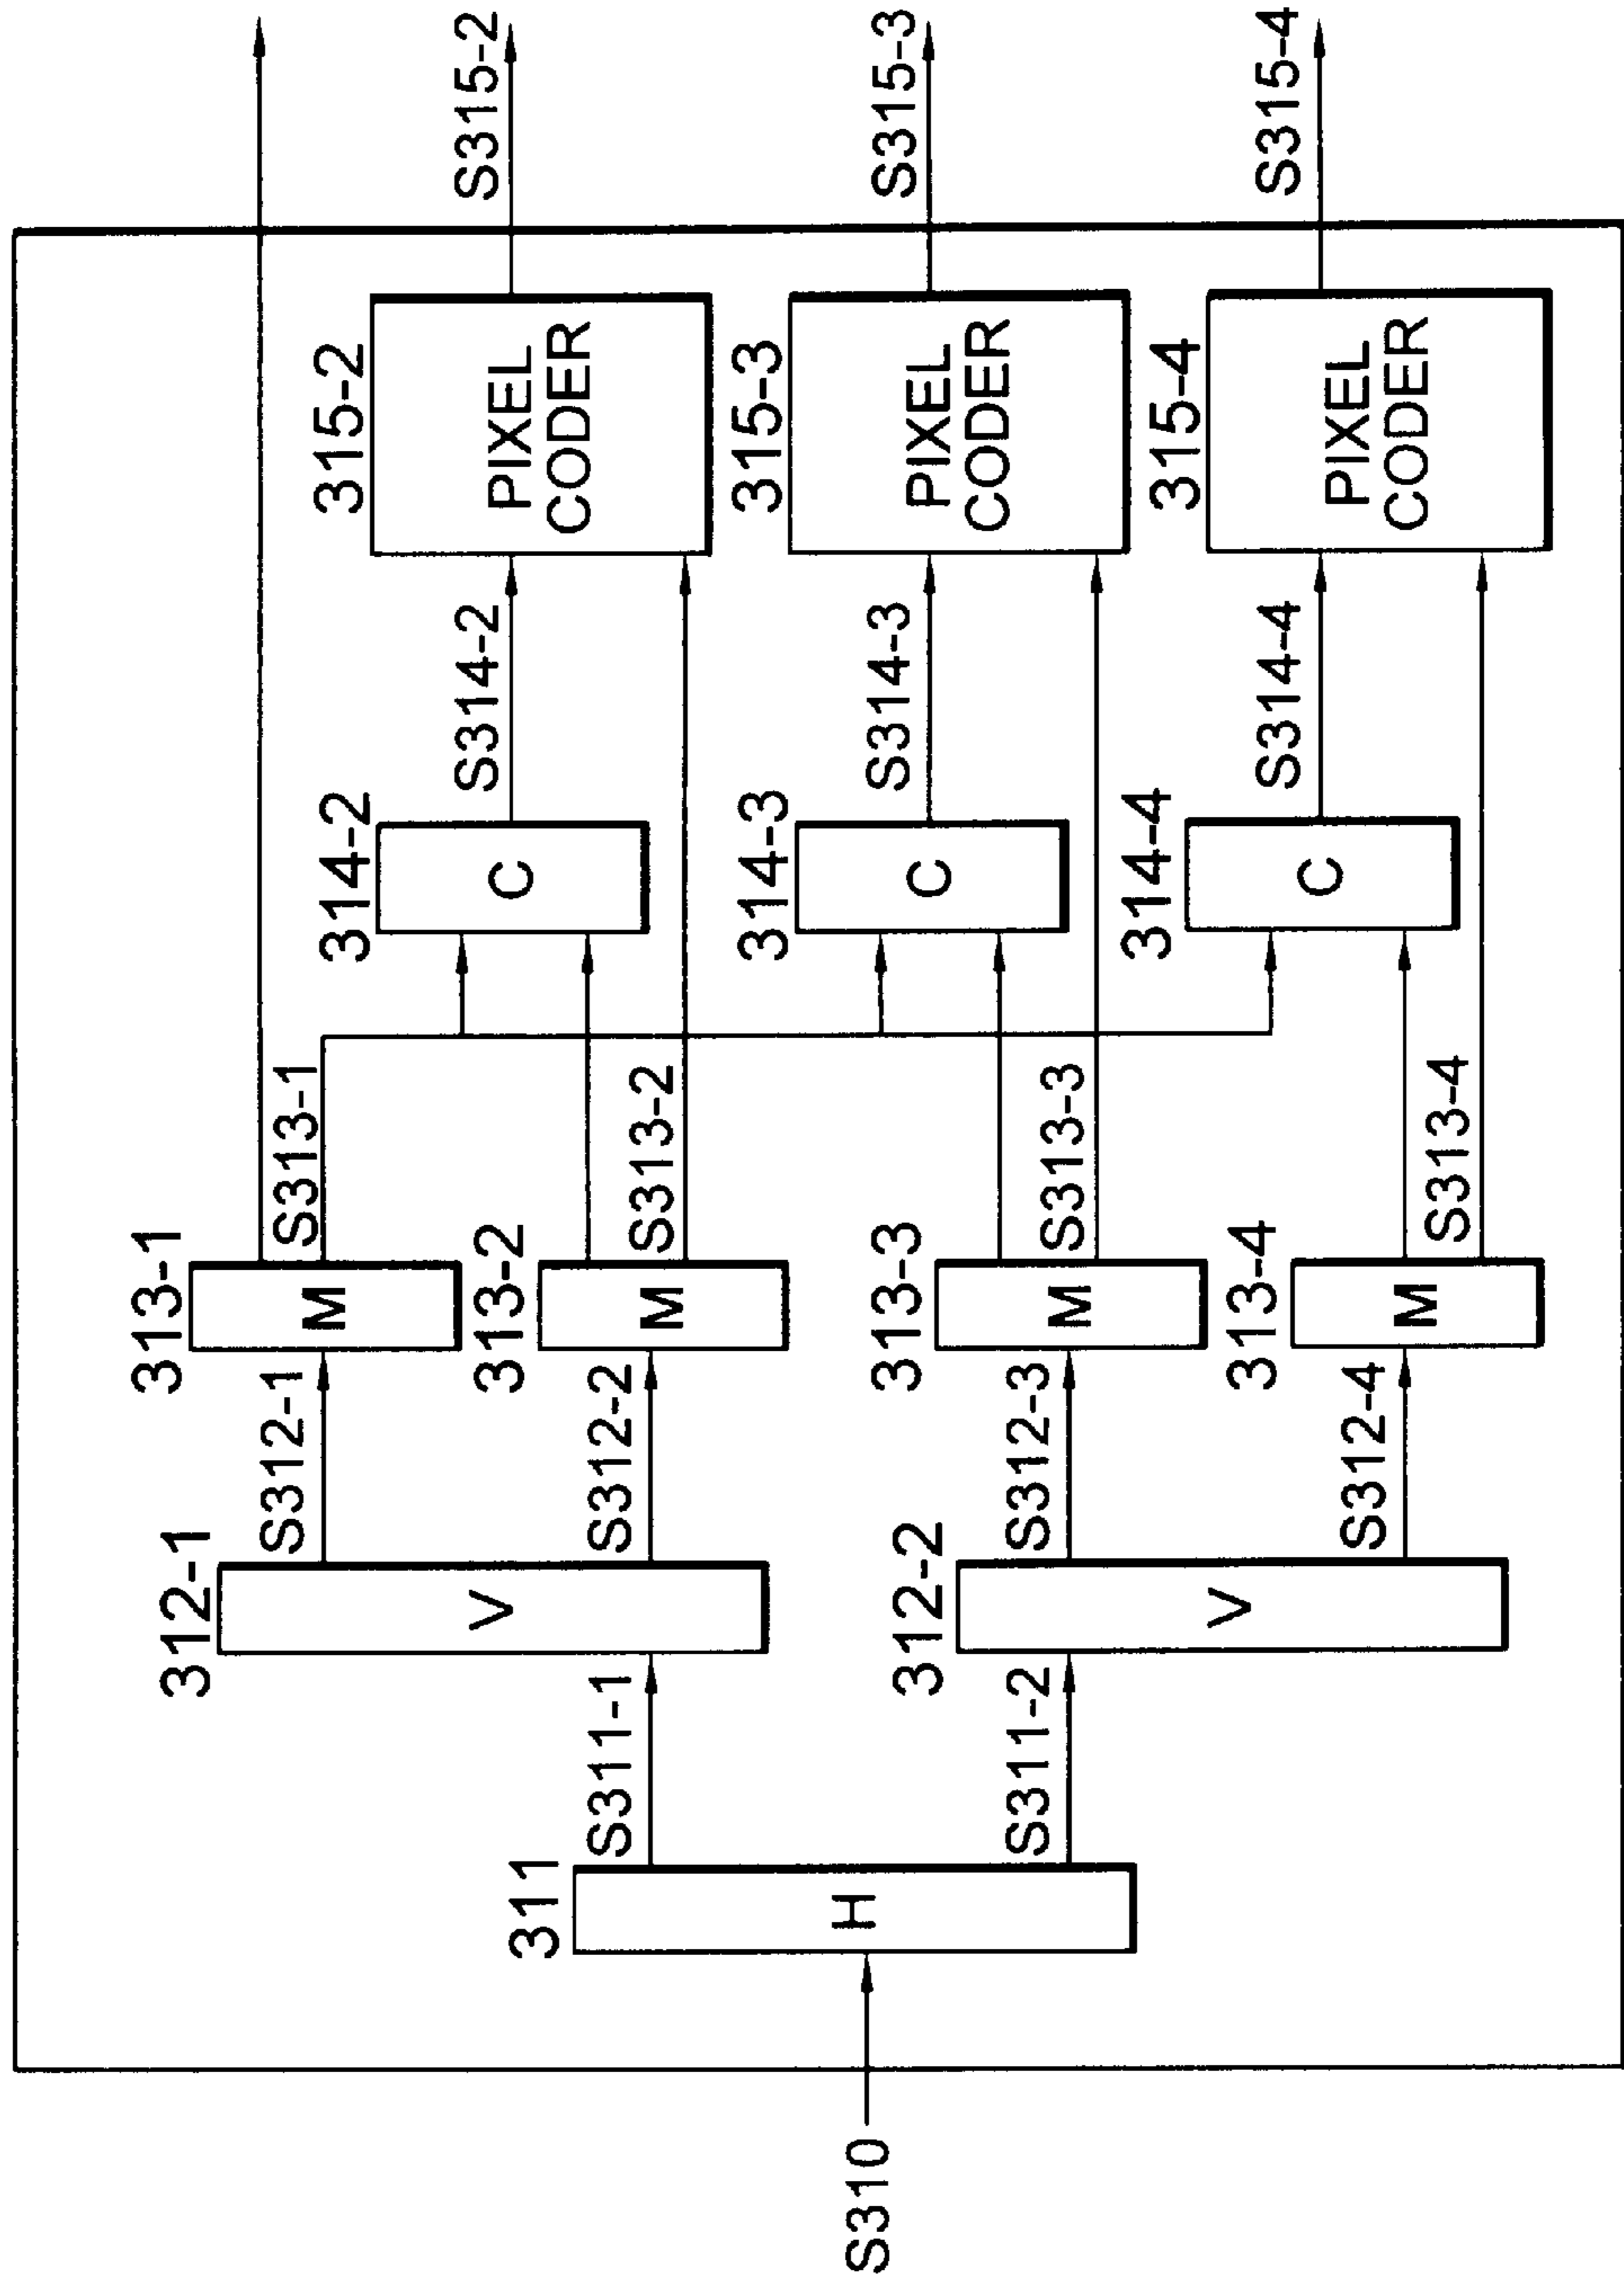 S310
311
H
S311-1
S311-2
312-1
V
312-2
V
S312-1
S312-2
S312-3
S312-4
313-1
M
313-2
M
313-3
M
313-4
M
S313-1
S313-2
S313-3
S313-4
314-2
C
314-3
C
314-4
C
S314-2
S314-3
S314-4
315-2
PIXEL
CODER
315-3
PIXEL
CODER
315-4
PIXEL
CODER
S315-2
S315-3
S315-4